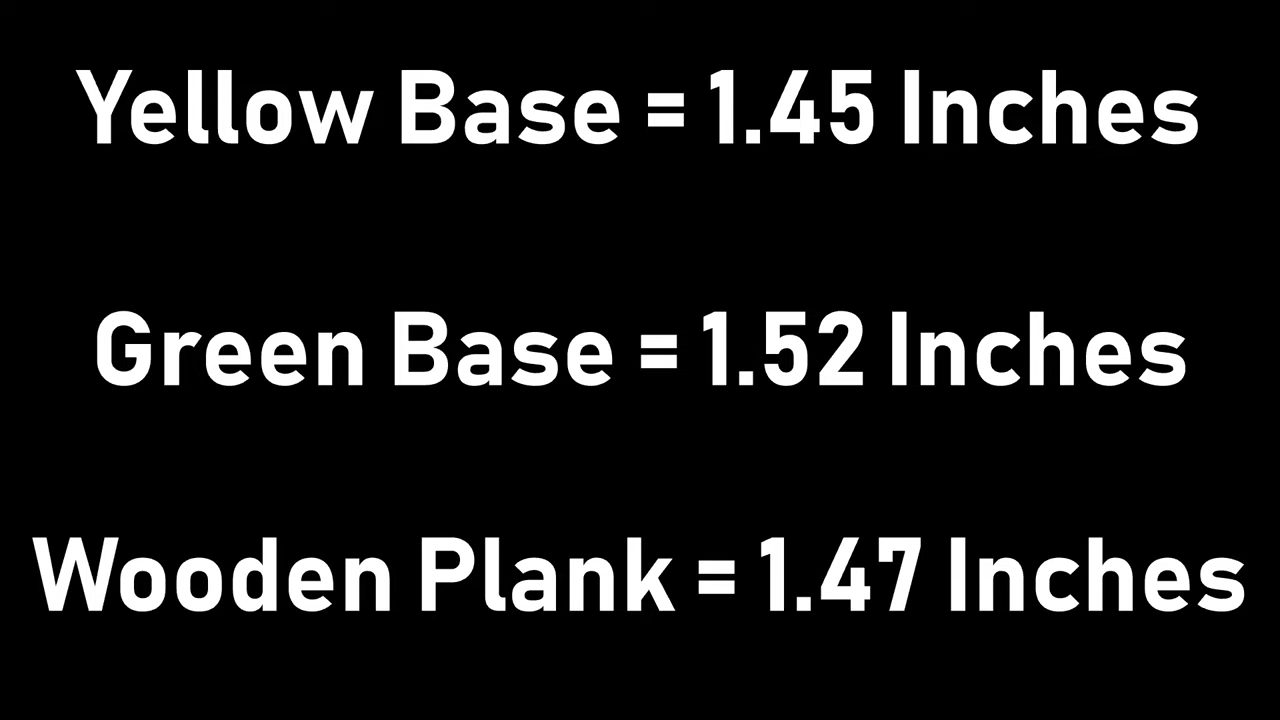 Yellow Base = 1.45 Inches
Green Base = 1.52 Inches
Wooden Plank = 1.47 Inches